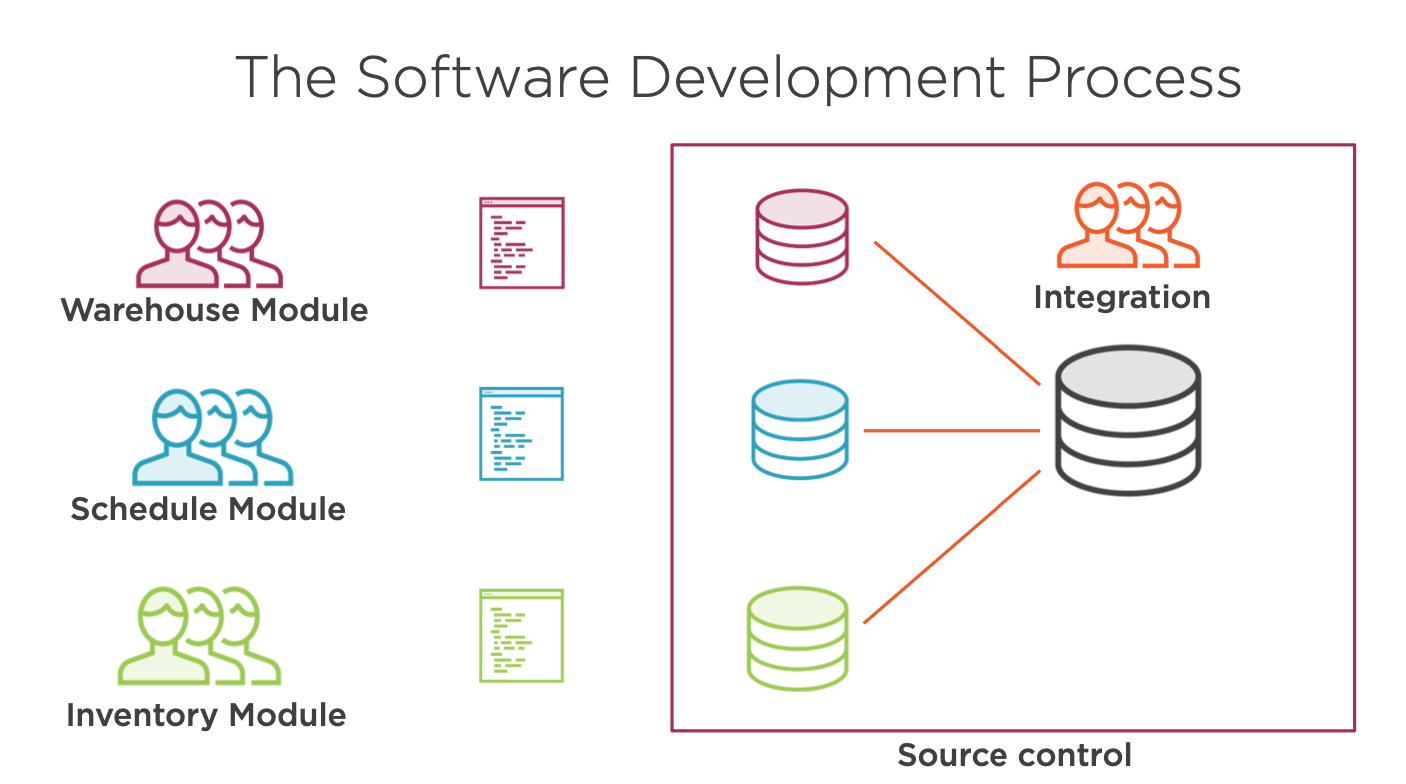 The Software Development Process
Warehouse Module
Integration
Schedule Module
Inventory Module
Source control